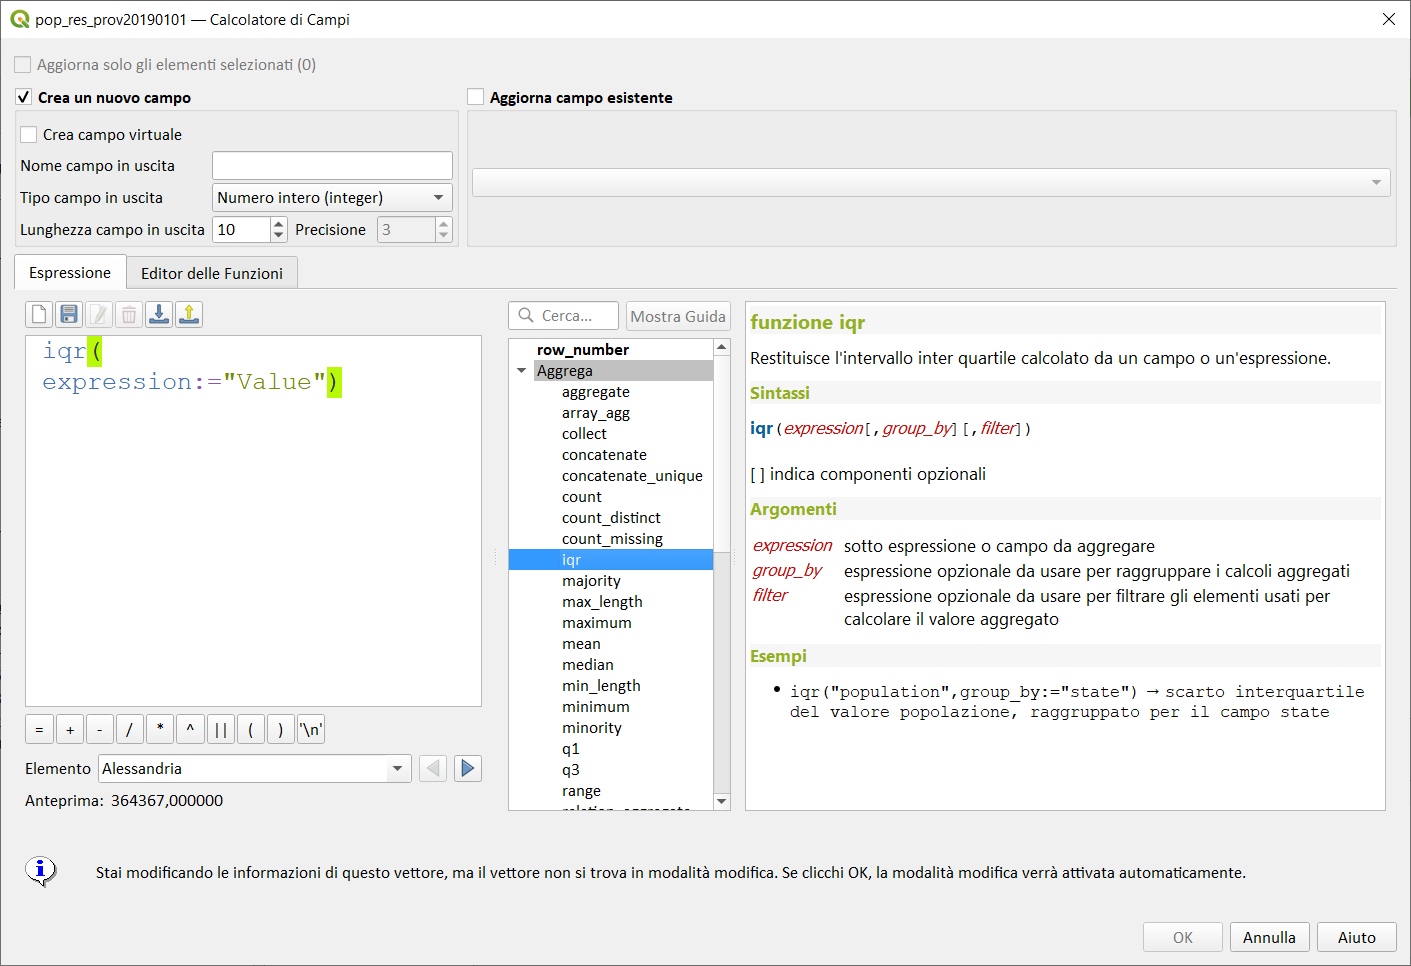 pop_res_prov20190101 — Calcolatore di Campi
Aggiorna solo gli elementi selezionati (0)
Crea un nuovo campo
Aggiorna campo esistente
Crea campo virtuale
Nome campo in uscita
Tipo campo in uscita Numero intero (integer)
Lunghezza campo in uscita 10 Precisione 3
Espressione Editor delle Funzioni
iqr(
expression:="Value")
= + - / * ^ || ( ) '\n'
Elemento Alessandria
Anteprima: 364367,000000
Cerca... Mostra Guida
row_number
Aggrega
aggregate
array_agg
collect
concatenate
concatenate_unique
count
count_distinct
count_missing
iqr
majority
max_length
maximum
mean
median
min_length
minimum
minority
q1
q3
range
relation_aggregate
funzione iqr
Restituisce l'intervallo inter quartile calcolato da un campo o un'espressione.
Sintassi
iqr(expression[,group_by][,filter])
[ ] indica componenti opzionali
Argomenti
expression sotto espressione o campo da aggregare
group_by espressione opzionale da usare per raggruppare i calcoli aggregati
filter espressione opzionale da usare per filtrare gli elementi usati per
calcolare il valore aggregato
Esempi
• iqr("population",group_by:="state") → scarto interquartile
del valore popolazione, raggruppato per il campo state
Stai modificando le informazioni di questo vettore, ma il vettore non si trova in modalità modifica. Se clicchi OK, la modalità modifica verrà attivata automaticamente.
OK Annulla Aiuto